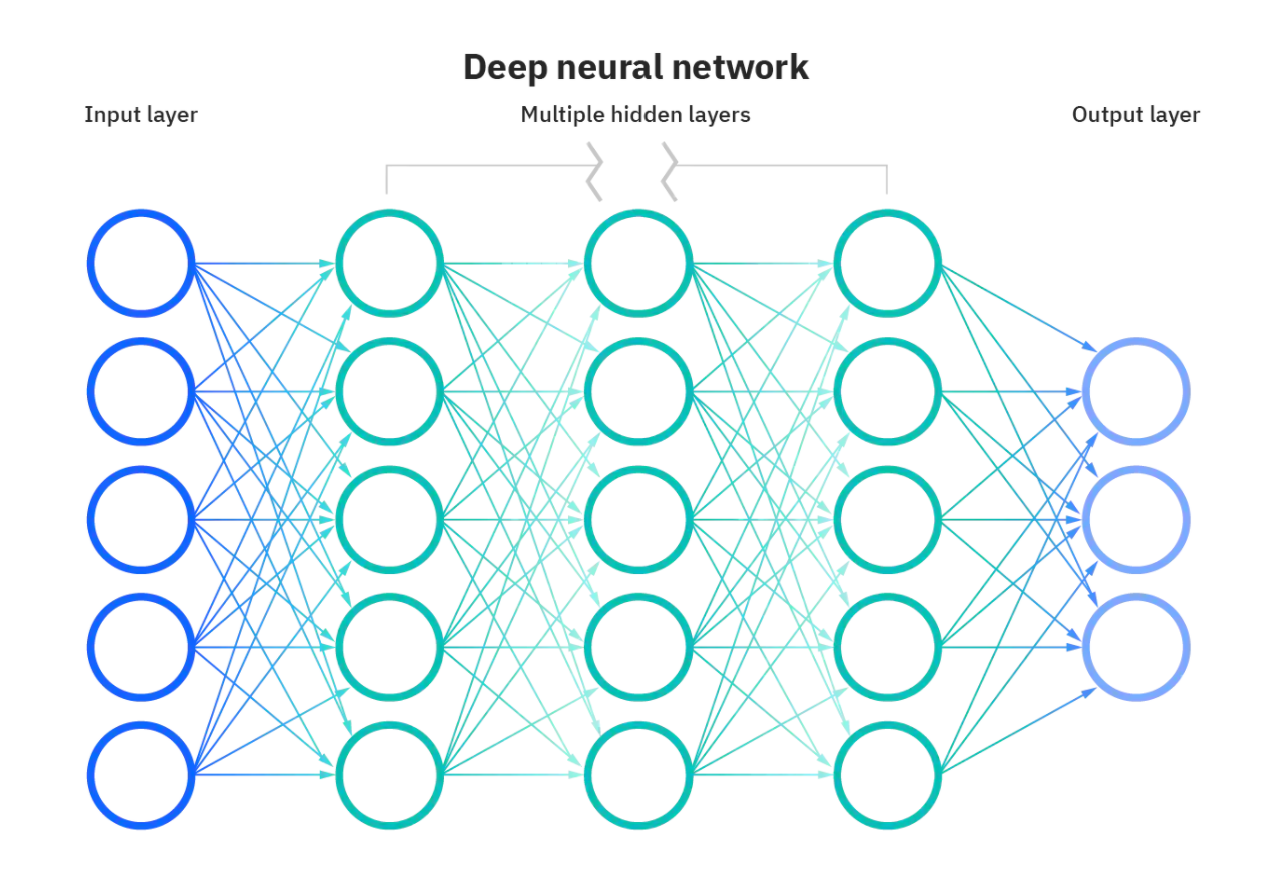 Deep neural network
Input layer
Multiple hidden layers
Output layer